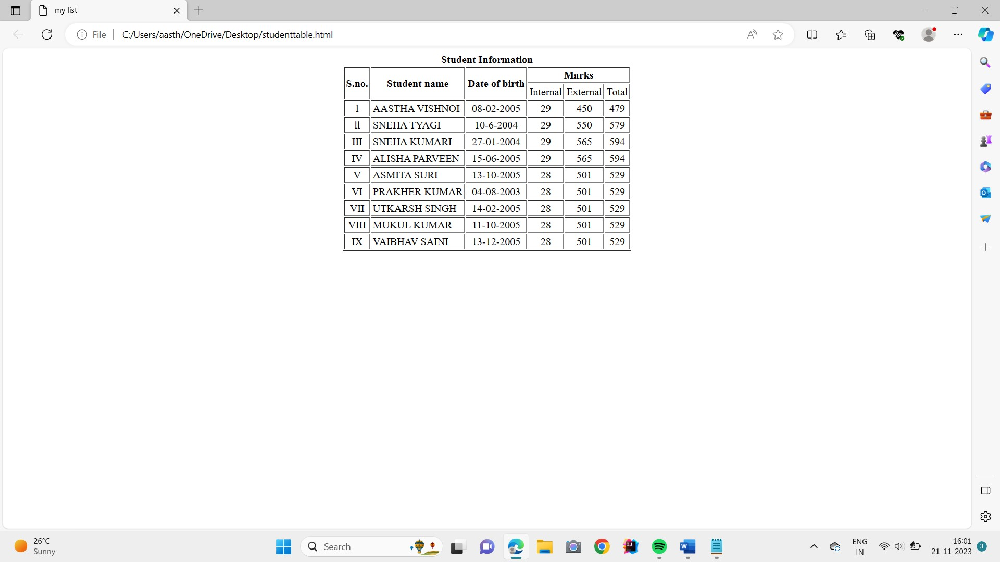 my list
File C:/Users/aasth/OneDrive/Desktop/studenttable.html
Student Information
S.no. Student name Date of birth Marks
Internal External Total
l AASTHA VISHNOI 08-02-2005 29 450 479
ll SNEHA TYAGI 10-6-2004 29 550 579
III SNEHA KUMARI 27-01-2004 29 565 594
IV ALISHA PARVEEN 15-06-2005 29 565 594
V ASMITA SURI 13-10-2005 28 501 529
VI PRAKHER KUMAR 04-08-2003 28 501 529
VII UTKARSH SINGH 14-02-2005 28 501 529
VIII MUKUL KUMAR 11-10-2005 28 501 529
IX VAIBHAV SAINI 13-12-2005 28 501 529
26°C
Sunny
Search
ENG
IN
16:01
21-11-2023
3